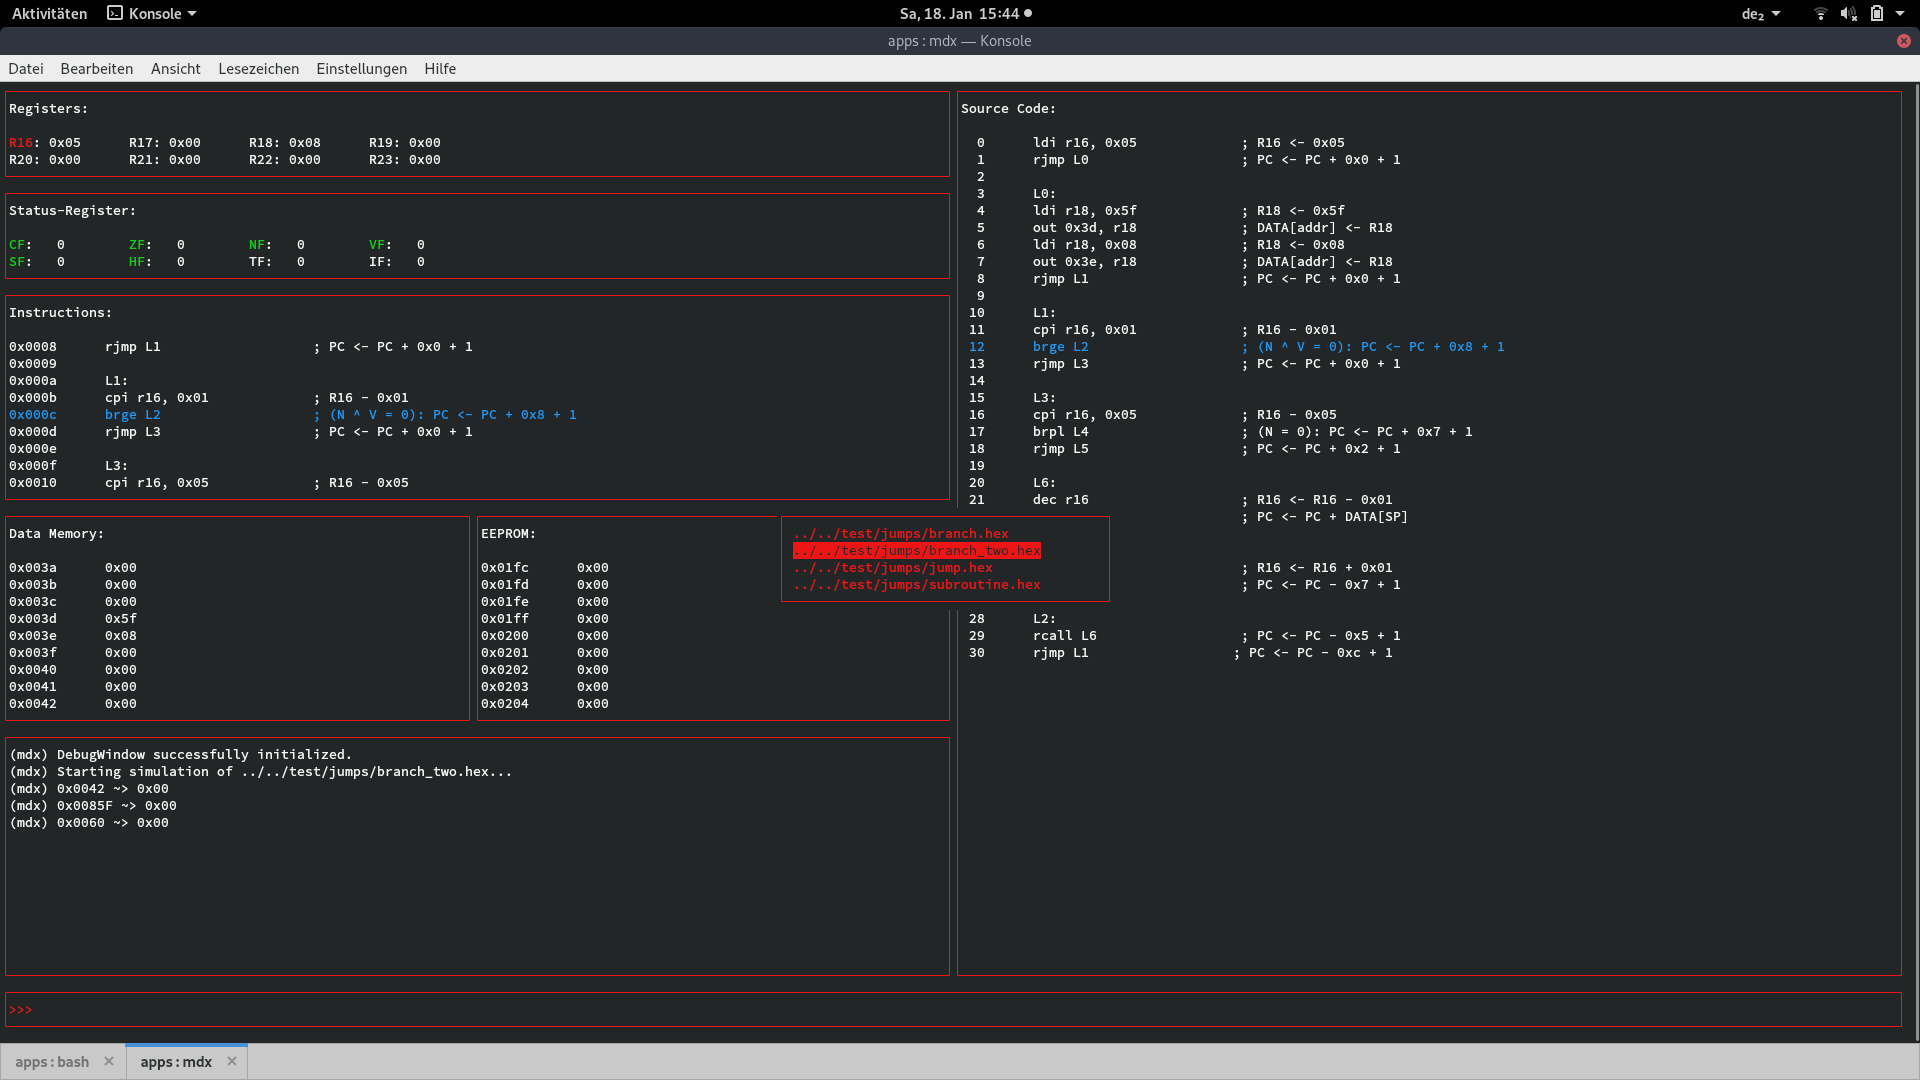 Aktivitäten Konsole Sa, 18. Jan 15:44 de₂
apps : mdx — Konsole
Datei Bearbeiten Ansicht Lesezeichen Einstellungen Hilfe
Registers:
R16: 0x05 R17: 0x00 R18: 0x08 R19: 0x00
R20: 0x00 R21: 0x00 R22: 0x00 R23: 0x00
Status-Register:
CF: 0 ZF: 0 NF: 0 VF: 0
SF: 0 HF: 0 TF: 0 IF: 0
Instructions:
0x0008 rjmp L1 ; PC <- PC + 0x0 + 1
0x0009
0x000a L1:
0x000b cpi r16, 0x01 ; R16 - 0x01
0x000c brge L2 ; (N ^ V = 0): PC <- PC + 0x8 + 1
0x000d rjmp L3 ; PC <- PC + 0x0 + 1
0x000e
0x000f L3:
0x0010 cpi r16, 0x05 ; R16 - 0x05
Data Memory:
0x003a 0x00
0x003b 0x00
0x003c 0x00
0x003d 0x5f
0x003e 0x08
0x003f 0x00
0x0040 0x00
0x0041 0x00
0x0042 0x00
EEPROM:
0x01fc 0x00
0x01fd 0x00
0x01fe 0x00
0x01ff 0x00
0x0200 0x00
0x0201 0x00
0x0202 0x00
0x0203 0x00
0x0204 0x00
../../test/jumps/branch.hex
../../test/jumps/branch_two.hex
../../test/jumps/jump.hex
../../test/jumps/subroutine.hex
(mdx) DebugWindow successfully initialized.
(mdx) Starting simulation of ../../test/jumps/branch_two.hex...
(mdx) 0x0042 ~> 0x00
(mdx) 0x0085F ~> 0x00
(mdx) 0x0060 ~> 0x00
Source Code:
0 ldi r16, 0x05 ; R16 <- 0x05
1 rjmp L0 ; PC <- PC + 0x0 + 1
2
3 L0:
4 ldi r18, 0x5f ; R18 <- 0x5f
5 out 0x3d, r18 ; DATA[addr] <- R18
6 ldi r18, 0x08 ; R18 <- 0x08
7 out 0x3e, r18 ; DATA[addr] <- R18
8 rjmp L1 ; PC <- PC + 0x0 + 1
9
10 L1:
11 cpi r16, 0x01 ; R16 - 0x01
12 brge L2 ; (N ^ V = 0): PC <- PC + 0x8 + 1
13 rjmp L3 ; PC <- PC + 0x0 + 1
14
15 L3:
16 cpi r16, 0x05 ; R16 - 0x05
17 brpl L4 ; (N = 0): PC <- PC + 0x7 + 1
18 rjmp L5 ; PC <- PC + 0x2 + 1
19
20 L6:
21 dec r16 ; R16 <- R16 - 0x01
; PC <- PC + DATA[SP]
; R16 <- R16 + 0x01
; PC <- PC - 0x7 + 1
28 L2:
29 rcall L6 ; PC <- PC - 0x5 + 1
30 rjmp L1 ; PC <- PC - 0xc + 1
>>>
apps : bash apps : mdx